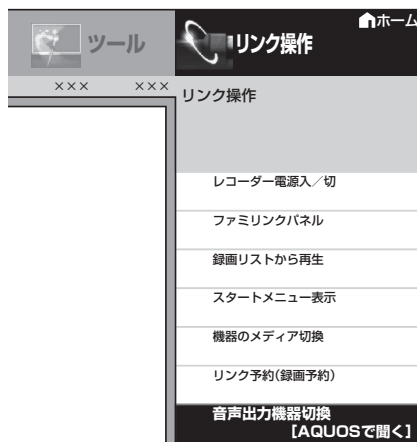 ホーム
ツール
リンク操作
××× ×××
リンク操作
レコーダー電源入／切
ファミリンクパネル
録画リストから再生
スタートメニュー表示
機器のメディア切換
リンク予約(録画予約)
音声出力機器切換
[AQUOSで聞く]